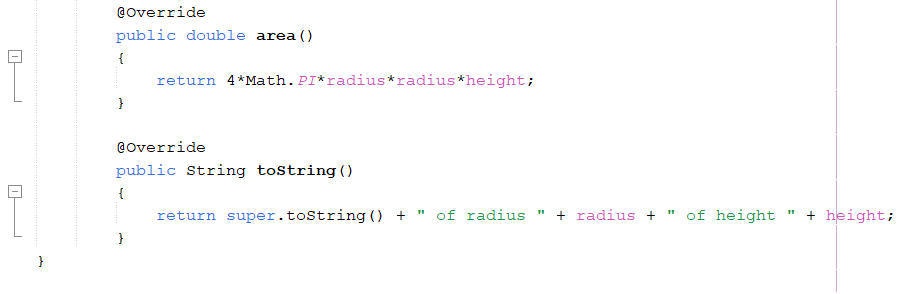 @Override
public double area()
{
return 4*Math.PI*radius*radius*height;
}
@Override
public String toString()
{
return super.toString() + " of radius " + radius + " of height " + height;
}
}